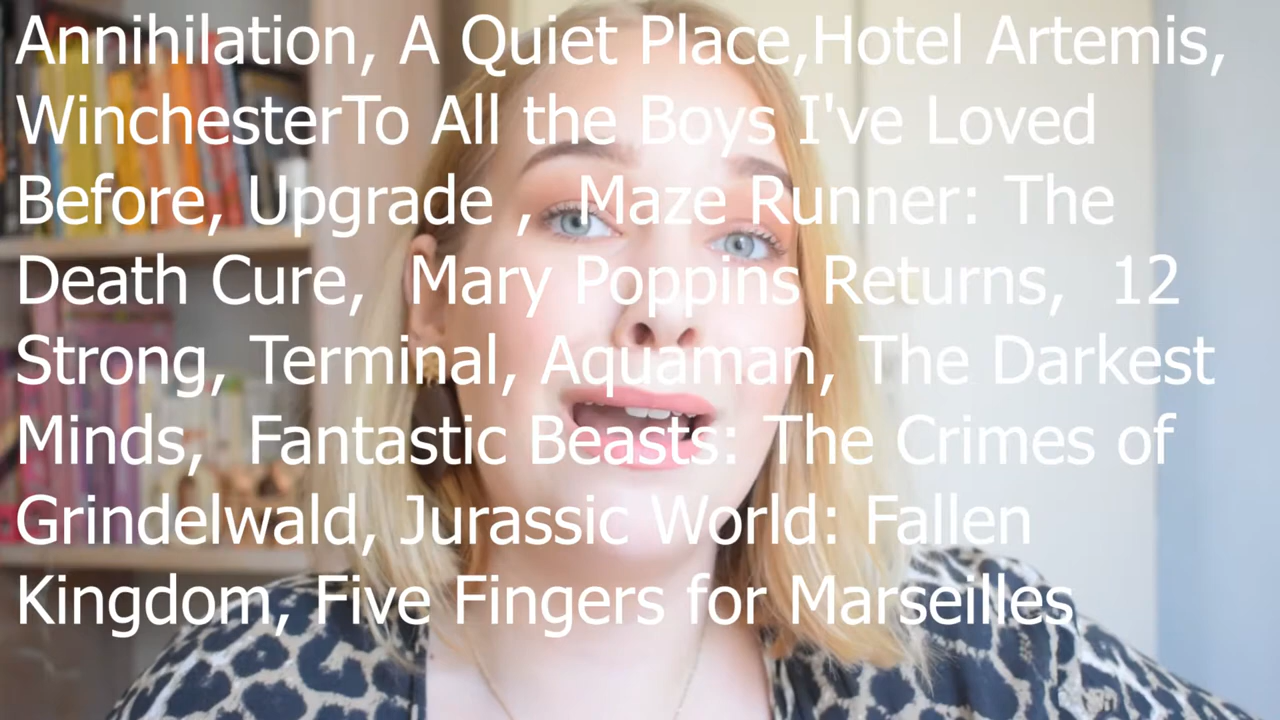 Annihilation, A Quiet Place,Hotel Artemis,
WinchesterTo All the Boys I've Loved
Before, Upgrade , Maze Runner: The
Death Cure, Mary Poppins Returns, 12
Strong, Terminal, Aquaman, The Darkest
Minds, Fantastic Beasts: The Crimes of
Grindelwald, Jurassic World: Fallen
Kingdom, Five Fingers for Marseilles